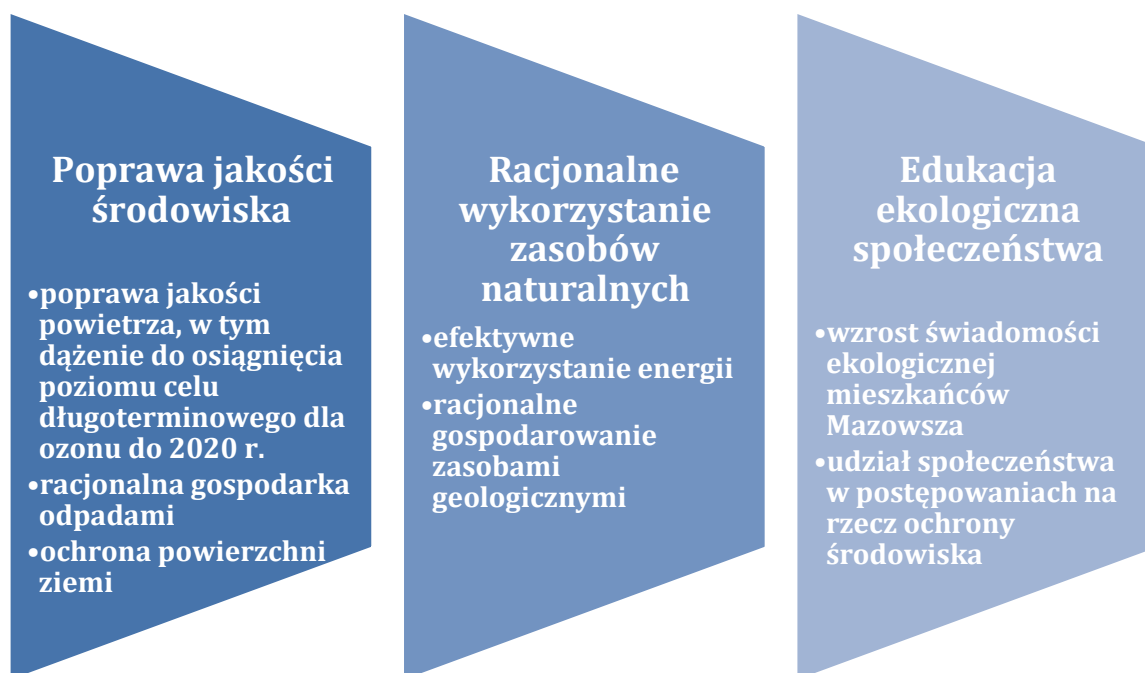 Poprawa jakości
środowiska
•poprawa jakości
powietrza, w tym
dążenie do osiągnięcia
poziomu celu
długoterminowego dla
ozonu do 2020 r.
•racjonalna gospodarka
odpadami
•ochrona powierzchni
ziemi
Racjonalne
wykorzystanie
zasobów
naturalnych
•efektywne
wykorzystanie energii
•racjonalne
gospodarowanie
zasobami
geologicznymi
Edukacja
ekologiczna
społeczeństwa
•wzrost świadomości
ekologicznej
mieszkańców
Mazowsza
•udział społeczeństwa
w postępowaniach na
rzecz ochrony
środowiska